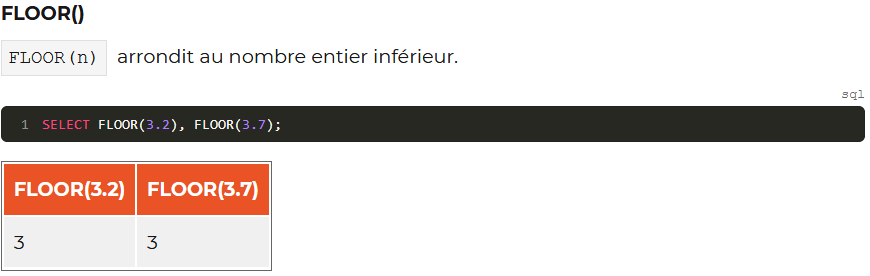 FLOOR()
FLOOR(n) arrondit au nombre entier inférieur.
sql
1 SELECT FLOOR(3.2), FLOOR(3.7);
FLOOR(3.2) FLOOR(3.7)
3 3